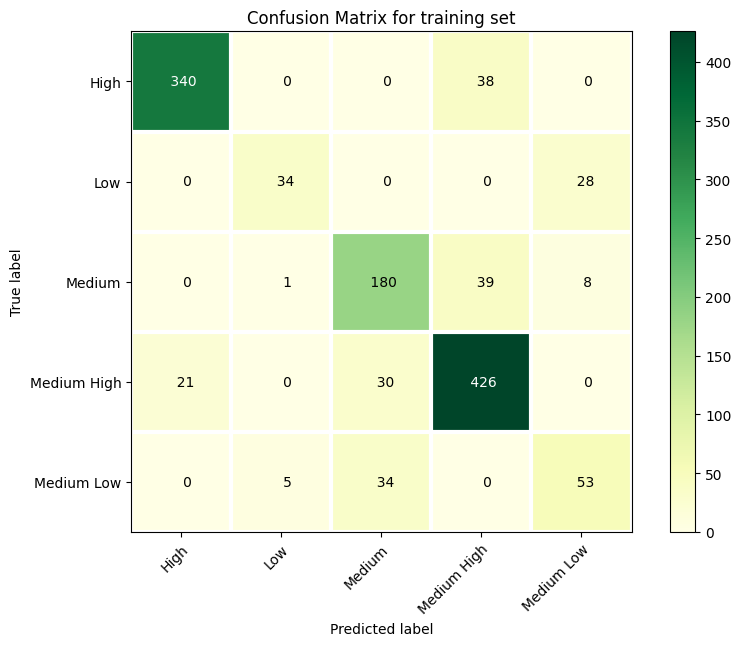 Confusion Matrix for training set
High 340 0 0 38 0
Low 0 34 0 0 28
Medium 0 1 180 39 8
Medium High 21 0 30 426 0
Medium Low 0 5 34 0 53
High Low Medium Medium High Medium Low
True label
Predicted label
400
350
300
250
200
150
100
50
0